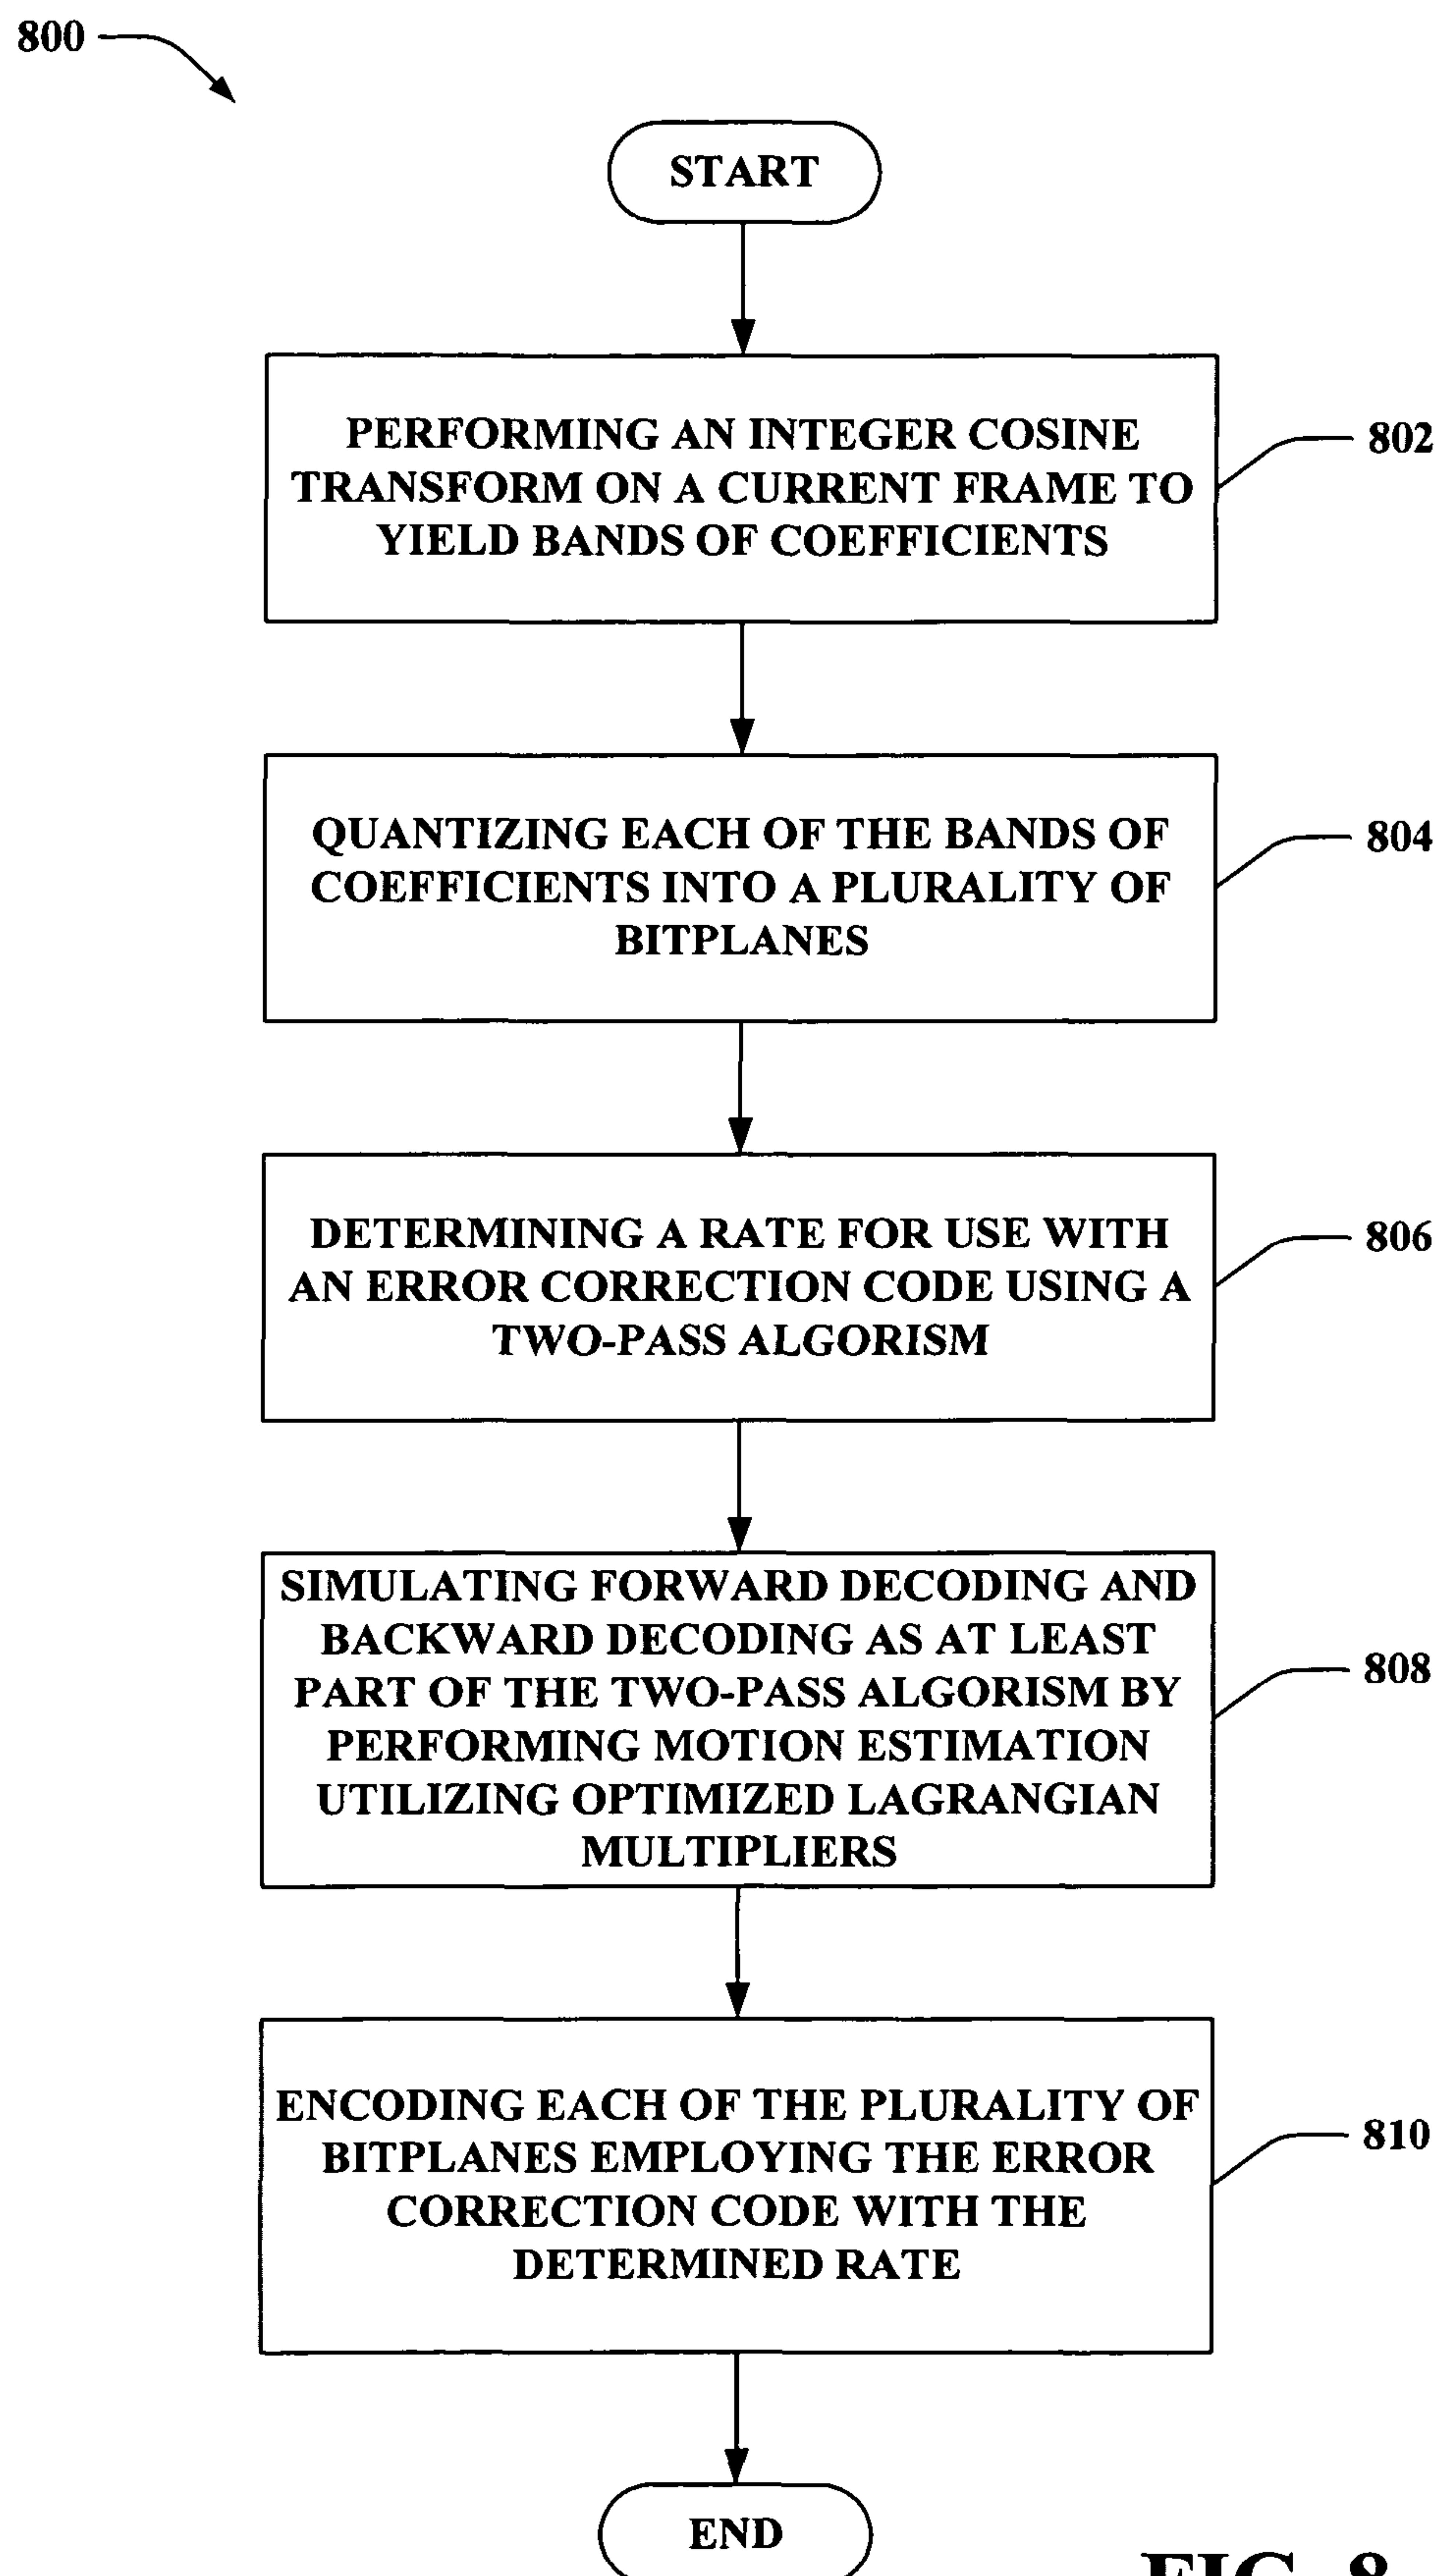 800
START
PERFORMING AN INTEGER COSINE
TRANSFORM ON A CURRENT FRAME TO
YIELD BANDS OF COEFFICIENTS
802
QUANTIZING EACH OF THE BANDS OF
COEFFICIENTS INTO A PLURALITY OF
BITPLANES
804
DETERMINING A RATE FOR USE WITH
AN ERROR CORRECTION CODE USING A
TWO-PASS ALGORISM
806
SIMULATING FORWARD DECODING AND
BACKWARD DECODING AS AT LEAST
PART OF THE TWO-PASS ALGORISM BY
PERFORMING MOTION ESTIMATION
UTILIZING OPTIMIZED LAGRANGIAN
MULTIPLIERS
808
ENCODING EACH OF THE PLURALITY OF
BITPLANES EMPLOYING THE ERROR
CORRECTION CODE WITH THE
DETERMINED RATE
810
END
FIG. 8